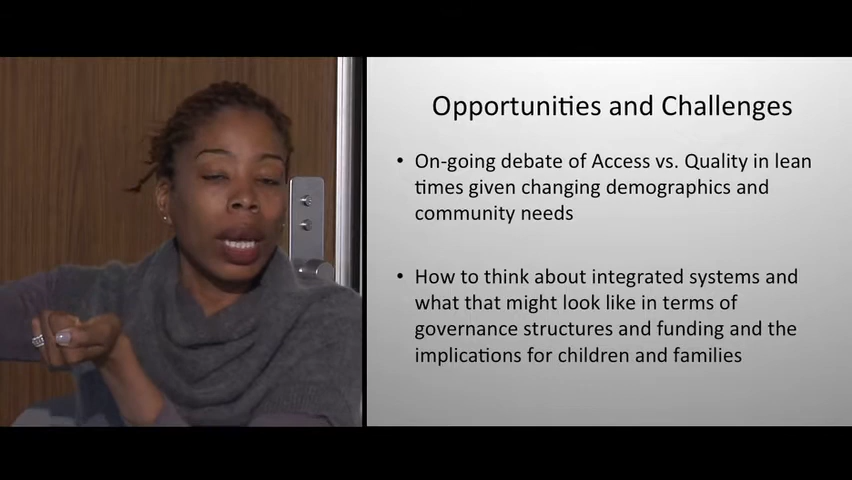 Opportunities and Challenges
• On-going debate of Access vs. Quality in lean
times given changing demographics and
community needs
• How to think about integrated systems and
what that might look like in terms of
governance structures and funding and the
implications for children and families